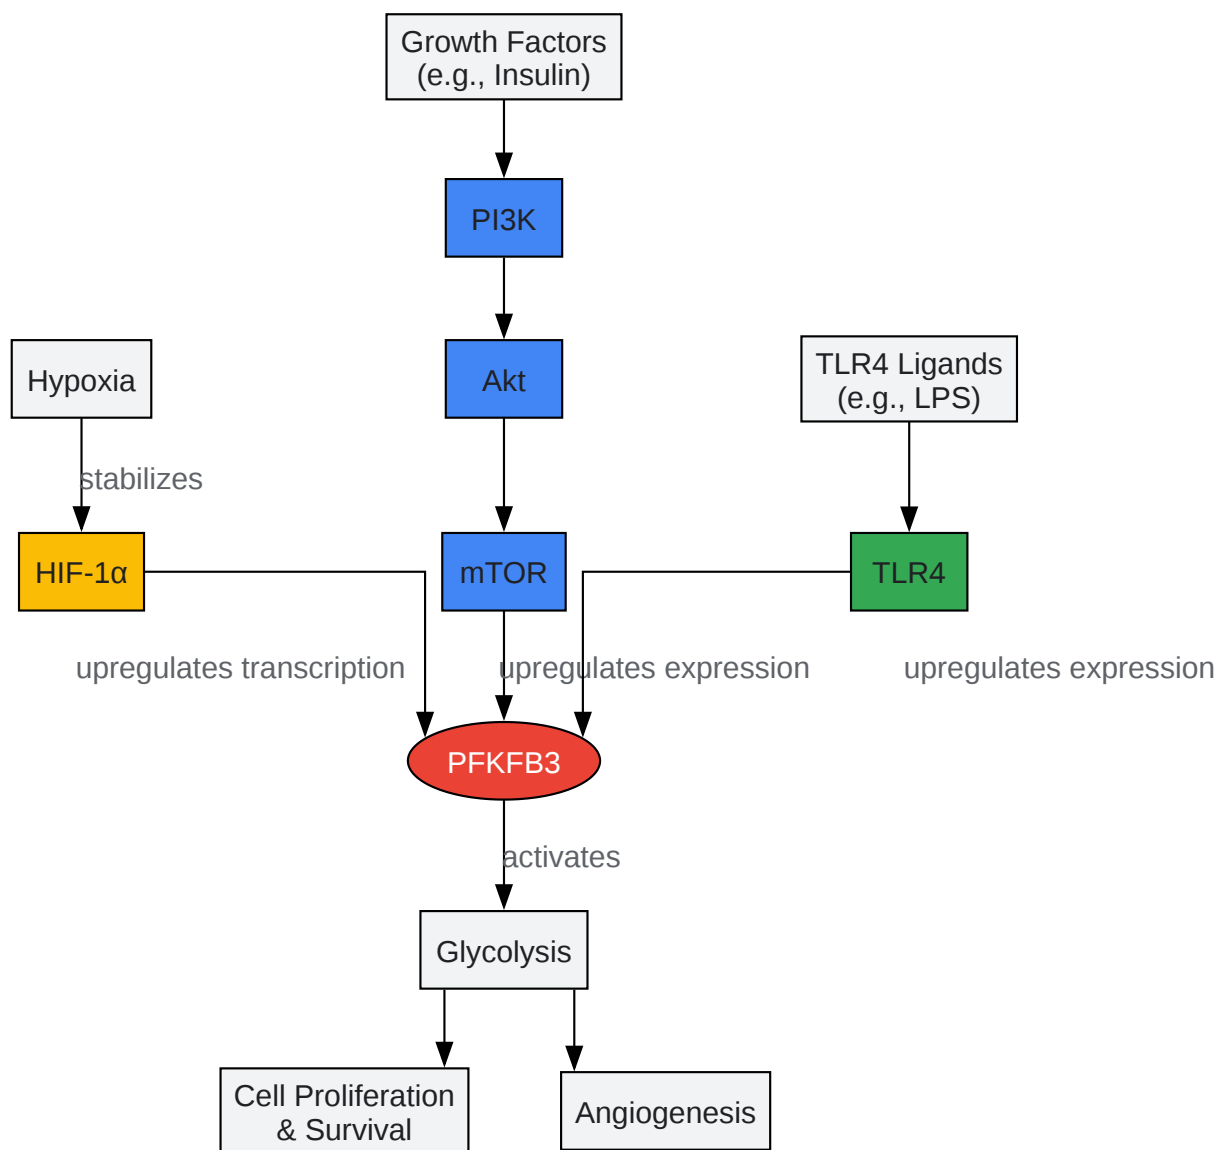 Growth Factors
(e.g., Insulin)
PI3K
Hypoxia
Akt
TLR4 Ligands
(e.g., LPS)
stabilizes
HIF-1α
mTOR
TLR4
upregulates transcription
upregulates expression
upregulates expression
PFKFB3
activates
Glycolysis
Cell Proliferation
& Survival
Angiogenesis